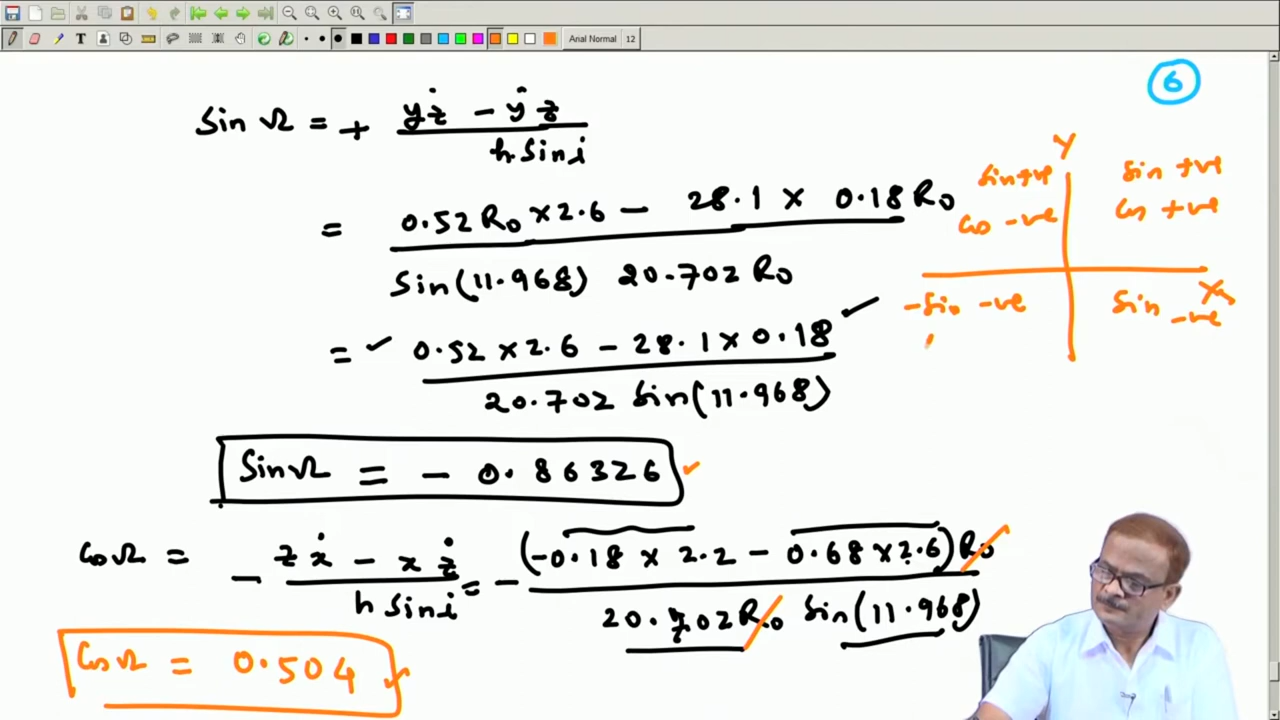 Anal Normal 12
6
Sin Ω = + (yż - ẏz) / (h Sin i)
= (0.52 R₀ × 2.6 - 28.1 × 0.18 R₀) / (Sin(11.968) 20.702 R₀)
= ✓ (0.52 × 2.6 - 28.1 × 0.18) / (20.702 Sin(11.968)) ✓
Sin Ω = - 0.86326 ✓
Cos Ω = - (zẋ - xż) / (h Sin i) = - ((-0.18 × 2.2 - 0.68 × 2.6) R₀) / (20.702 R₀ Sin(11.968))
Cos Ω = 0.504 ✓
Y
sin +ve
Co -ve
sin +ve
Cos +ve
X
-Sin -ve
Sin -ve